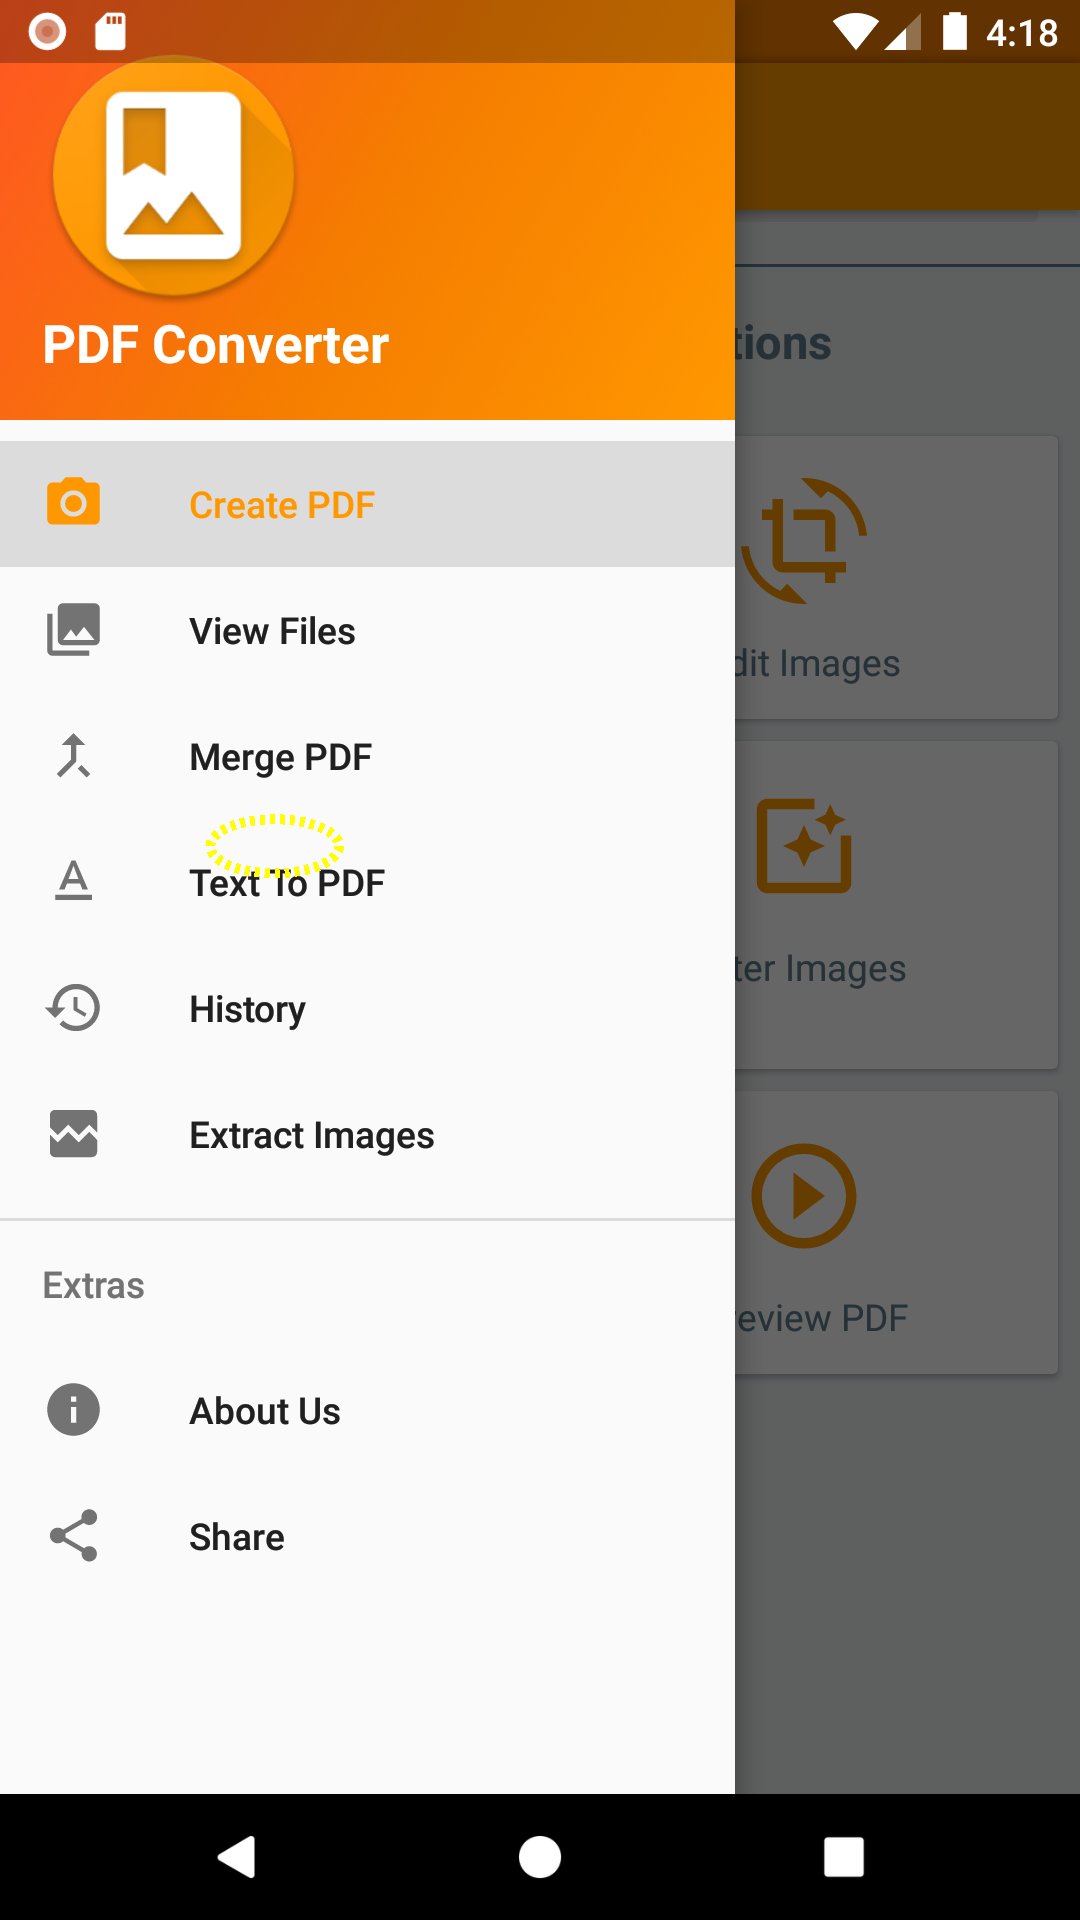 4:18
PDF Converter
tions
Create PDF
View Files
dit Images
Merge PDF
Text To PDF
ter Images
History
Extract Images
Extras
eview PDF
About Us
Share